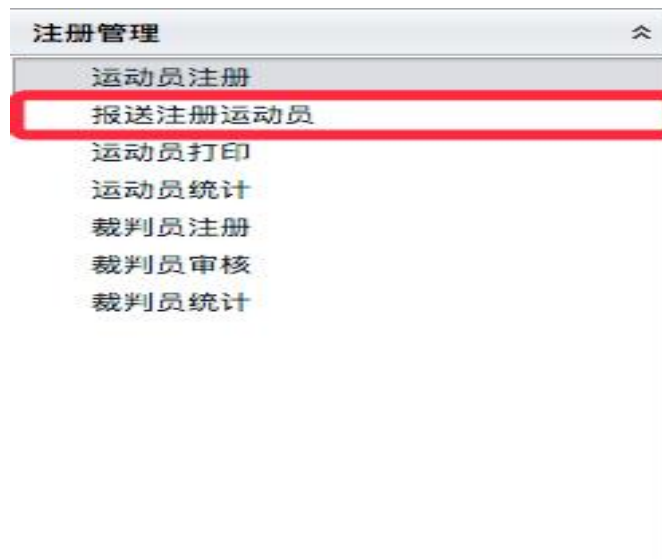 注册管理
运动员注册
报送注册运动员
运动员打印
运动员统计
裁判员注册
裁判员审核
裁判员统计